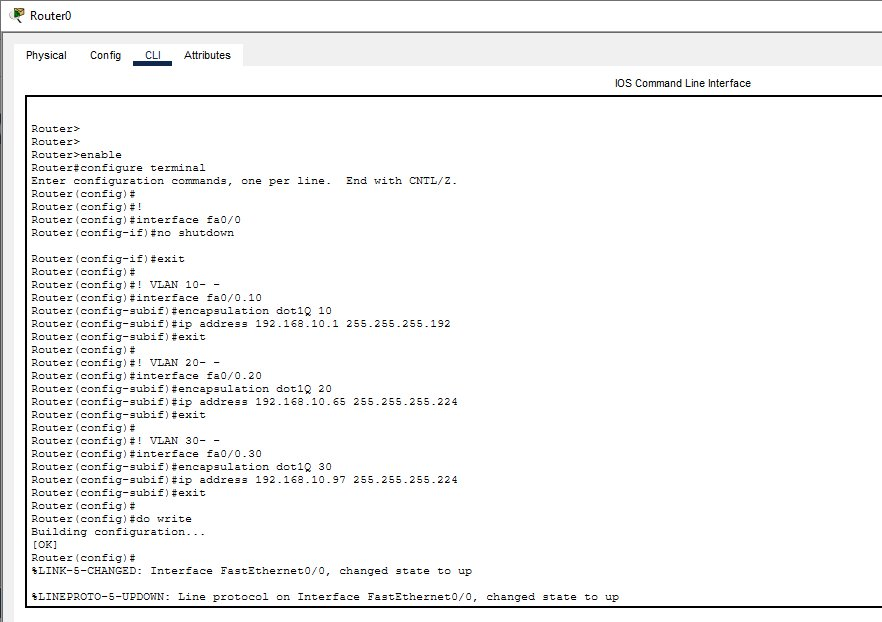 Router0
Physical Config CLI Attributes
IOS Command Line Interface
Router>
Router>
Router>enable
Router#configure terminal
Enter configuration commands, one per line.  End with CNTL/Z.
Router(config)#
Router(config)#!
Router(config)#interface fa0/0
Router(config-if)#no shutdown
Router(config-if)#exit
Router(config)#
Router(config)#! VLAN 10- -
Router(config)#interface fa0/0.10
Router(config-subif)#encapsulation dot1Q 10
Router(config-subif)#ip address 192.168.10.1 255.255.255.192
Router(config-subif)#exit
Router(config)#
Router(config)#! VLAN 20- -
Router(config)#interface fa0/0.20
Router(config-subif)#encapsulation dot1Q 20
Router(config-subif)#ip address 192.168.10.65 255.255.255.224
Router(config-subif)#exit
Router(config)#
Router(config)#! VLAN 30- -
Router(config)#interface fa0/0.30
Router(config-subif)#encapsulation dot1Q 30
Router(config-subif)#ip address 192.168.10.97 255.255.255.224
Router(config-subif)#exit
Router(config)#
Router(config)#do write
Building configuration...
[OK]
Router(config)#
%LINK-5-CHANGED: Interface FastEthernet0/0, changed state to up
%LINEPROTO-5-UPDOWN: Line protocol on Interface FastEthernet0/0, changed state to up